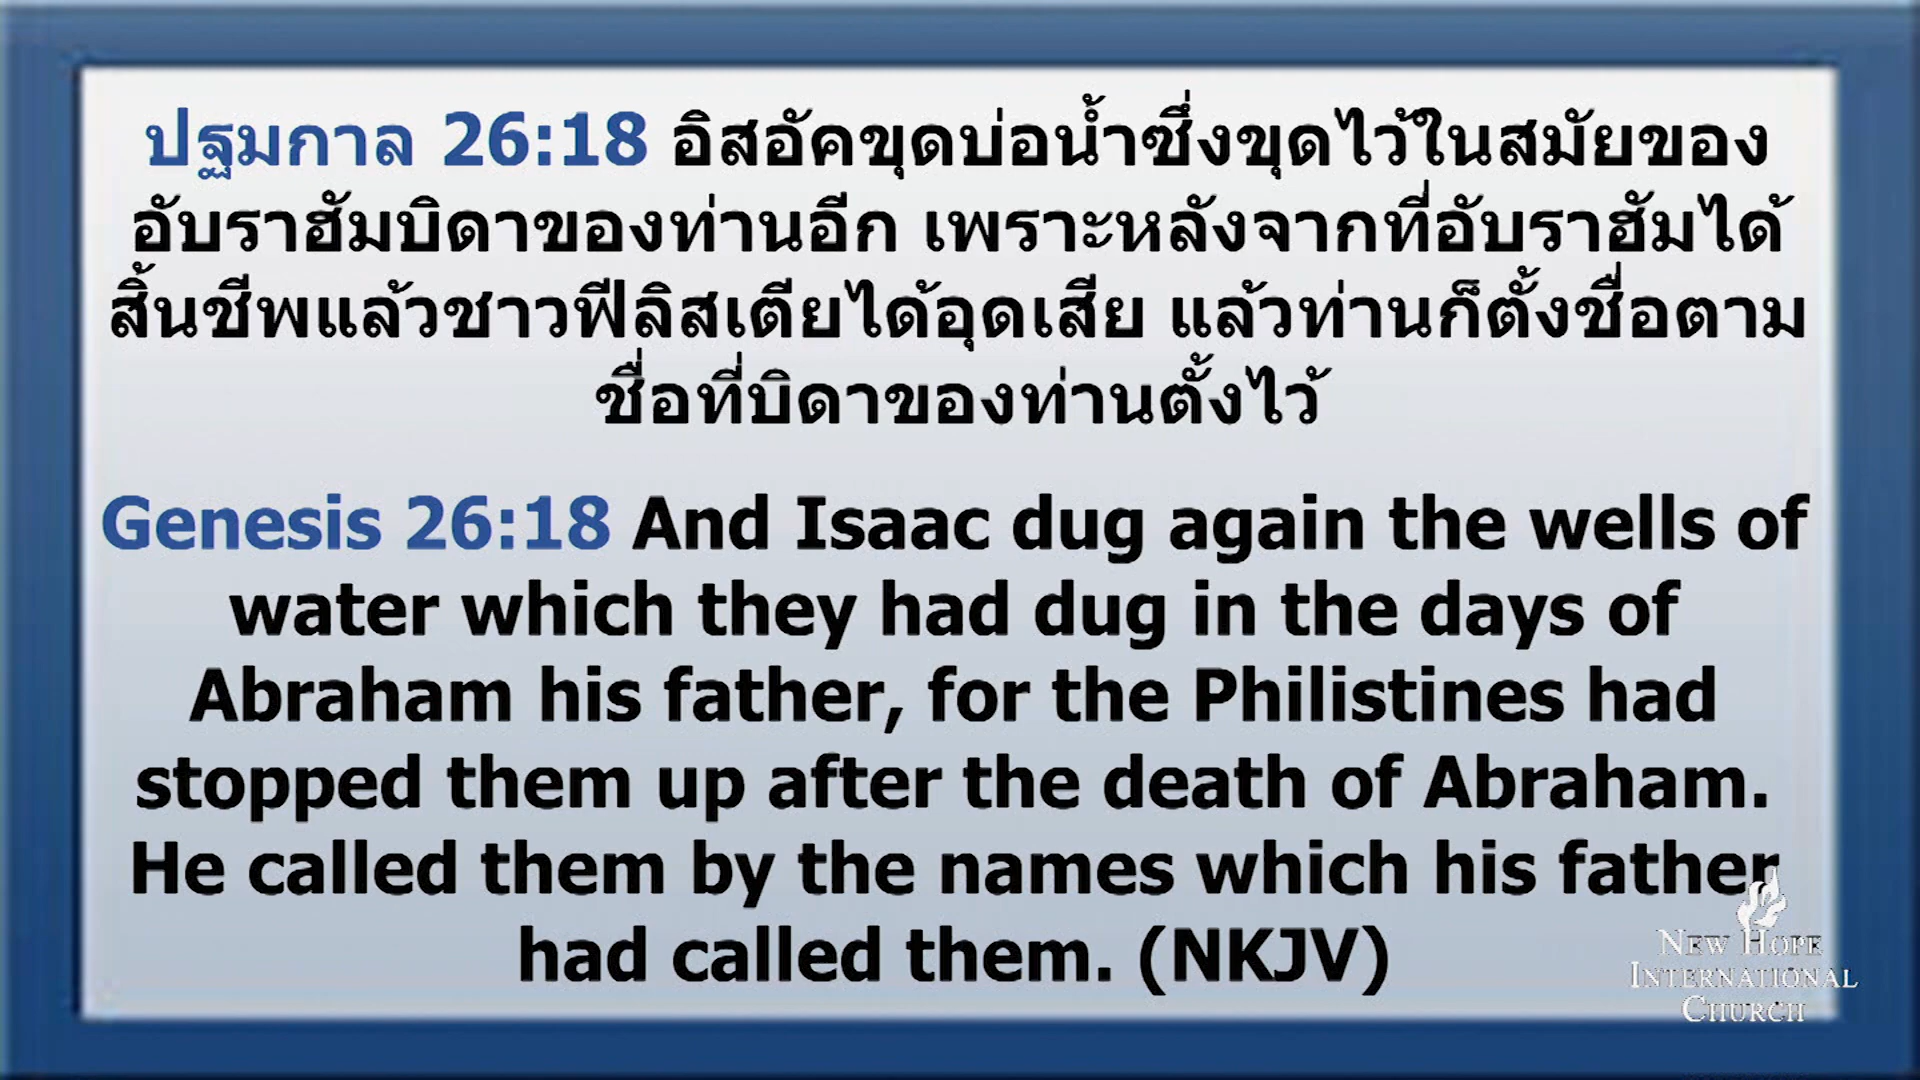 ปฐมกาล 26:18 อิสอัคขุดบ่อน้ำซึ่งขุดไว้ในสมัยของ
อับราฮัมบิดาของท่านอีก เพราะหลังจากที่อับราฮัมได้
สิ้นชีพแล้วชาวฟีลิสเตียได้อุดเสีย แล้วท่านก็ตั้งชื่อตาม
ชื่อที่บิดาของท่านตั้งไว้
Genesis 26:18 And Isaac dug again the wells of
water which they had dug in the days of
Abraham his father, for the Philistines had
stopped them up after the death of Abraham.
He called them by the names which his father
had called them. (NKJV)
NEW HOPE
INTERNATIONAL
CHURCH